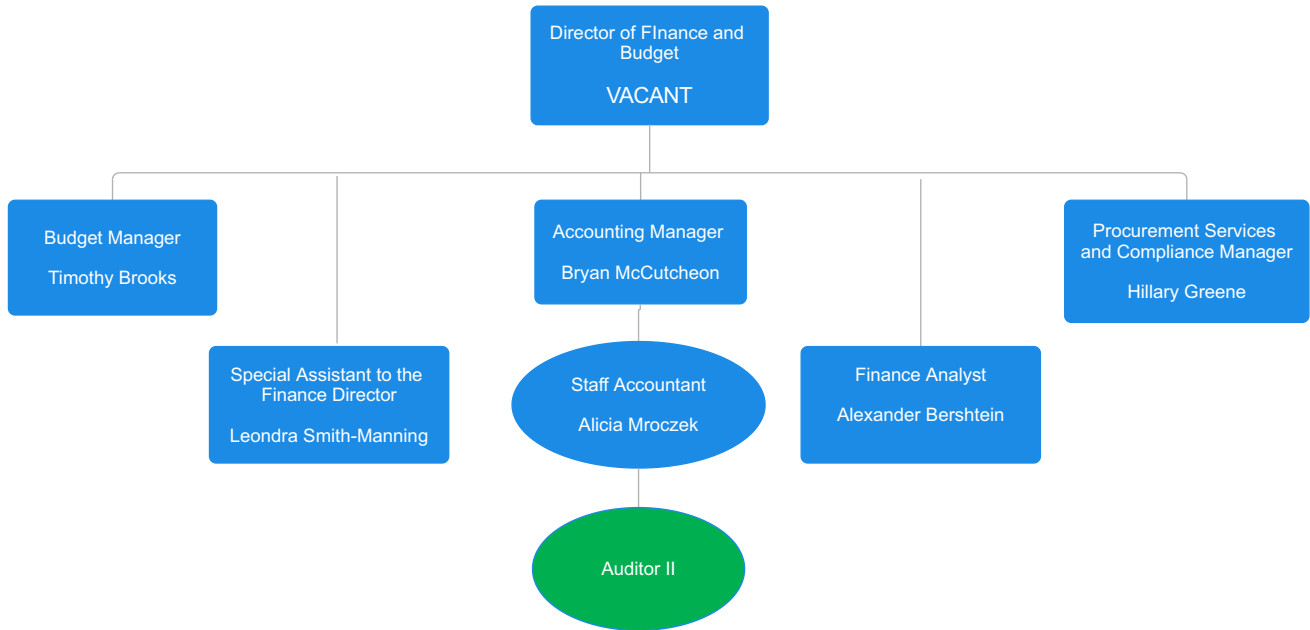 Director of FInance and
Budget
VACANT
Budget Manager
Timothy Brooks
Accounting Manager
Bryan McCutcheon
Procurement Services
and Compliance Manager
Hillary Greene
Special Assistant to the
Finance Director
Leondra Smith-Manning
Staff Accountant
Alicia Mroczek
Finance Analyst
Alexander Bershtein
Auditor II